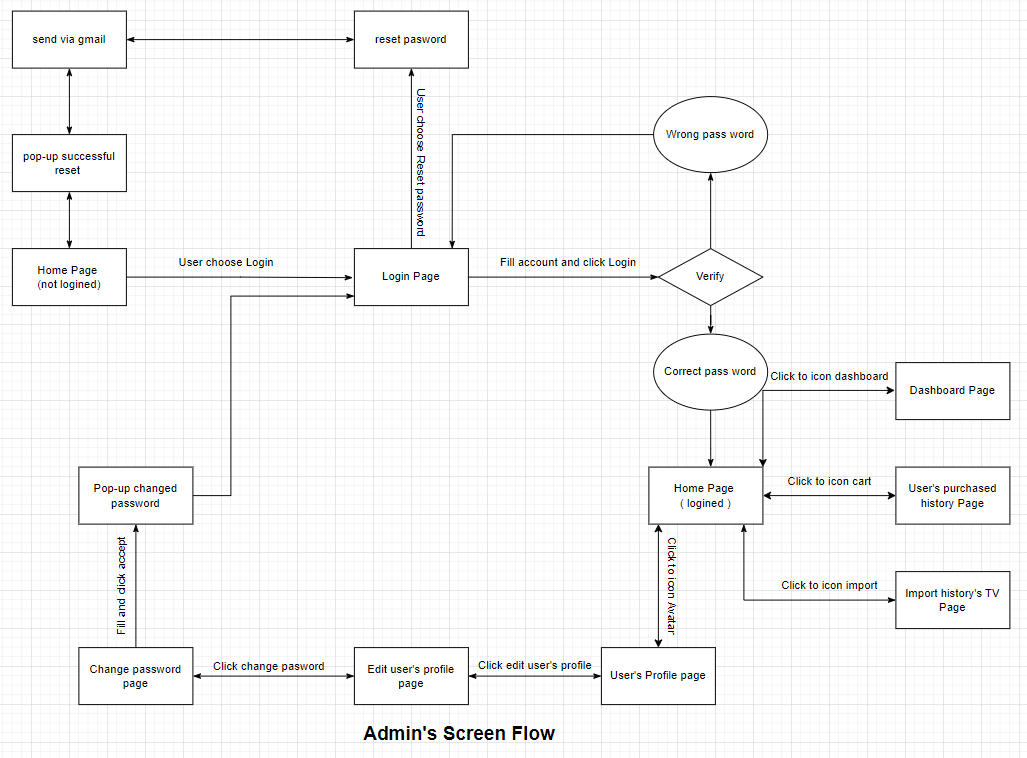 send via gmail
reset pasword
User choose Reset password
Wrong pass word
pop-up successful
reset
Home Page
(not logined)
User choose Login
Login Page
Fill account and click Login
Verify
Correct pass word
Click to icon dashboard
Dashboard Page
Pop-up changed
password
Home Page
( logined )
Click to icon cart
User's purchased
history Page
Fill and click accept
Click to icon Avatar
Click to icon import
Import history's TV
Page
Change password
page
Click change pasword
Edit user's profile
page
Click edit user's profile
User's Profile page
Admin's Screen Flow